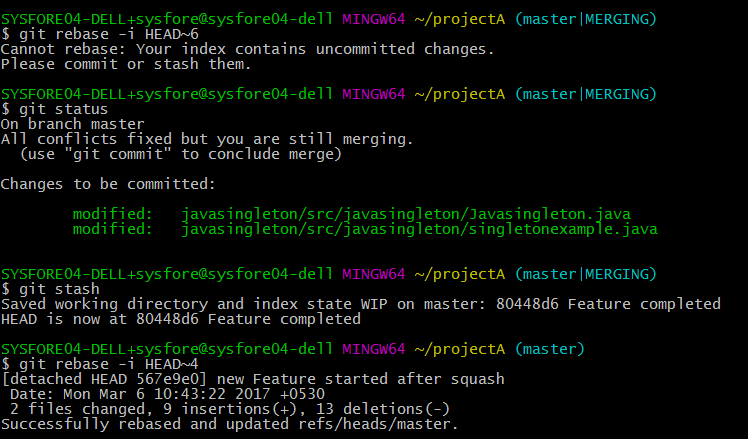 SYSFORE04-DELL+sysfore@sysfore04-dell MINGW64 ~/projectA (master|MERGING)
$ git rebase -i HEAD~6
Cannot rebase: Your index contains uncommitted changes.
Please commit or stash them.
SYSFORE04-DELL+sysfore@sysfore04-dell MINGW64 ~/projectA (master|MERGING)
$ git status
On branch master
All conflicts fixed but you are still merging.
(use "git commit" to conclude merge)
Changes to be committed:
modified: javasingleton/src/javasingleton/Javasingleton.java
modified: javasingleton/src/javasingleton/singletonexample.java
SYSFORE04-DELL+sysfore@sysfore04-dell MINGW64 ~/projectA (master|MERGING)
$ git stash
Saved working directory and index state WIP on master: 80448d6 Feature completed
HEAD is now at 80448d6 Feature completed
SYSFORE04-DELL+sysfore@sysfore04-dell MINGW64 ~/projectA (master)
$ git rebase -i HEAD~4
[detached HEAD 567e9e0] new Feature started after squash
Date: Mon Mar 6 10:43:22 2017 +0530
2 files changed, 9 insertions(+), 13 deletions(-)
Successfully rebased and updated refs/heads/master.